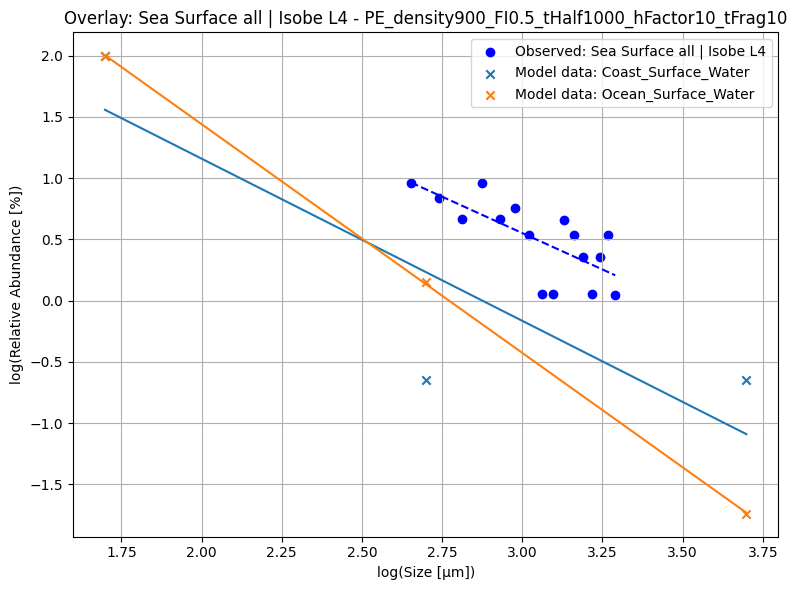 Overlay: Sea Surface all | Isobe L4 - PE_density900_FI0.5_tHalf1000_hFactor10_tFrag10
Observed: Sea Surface all | Isobe L4
Model data: Coast_Surface_Water
Model data: Ocean_Surface_Water
log(Relative Abundance [%])
2.0
1.5
1.0
0.5
0.0
−0.5
−1.0
−1.5
1.75 2.00 2.25 2.50 2.75 3.00 3.25 3.50 3.75
log(Size [µm])